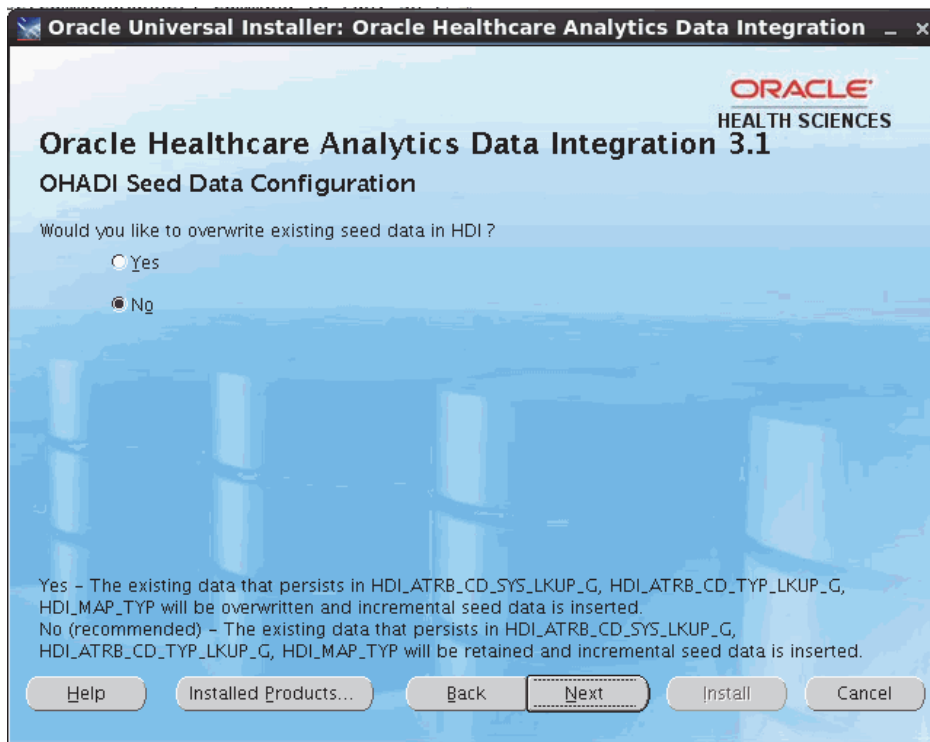 Oracle Universal Installer: Oracle Healthcare Analytics Data Integration
ORACLE
HEALTH SCIENCES
Oracle Healthcare Analytics Data Integration 3.1
OHADI Seed Data Configuration
Would you like to overwrite existing seed data in HDI ?
Yes
No
Yes – The existing data that persists in HDI_ATRB_CD_SYS_LKUP_G, HDI_ATRB_CD_TYP_LKUP_G,
HDI_MAP_TYP will be overwritten and incremental seed data is inserted.
No (recommended) – The existing data that persists in HDI_ATRB_CD_SYS_LKUP_G,
HDI_ATRB_CD_TYP_LKUP_G, HDI_MAP_TYP will be retained and incremental seed data is inserted.
Help Installed Products... Back Next Install Cancel